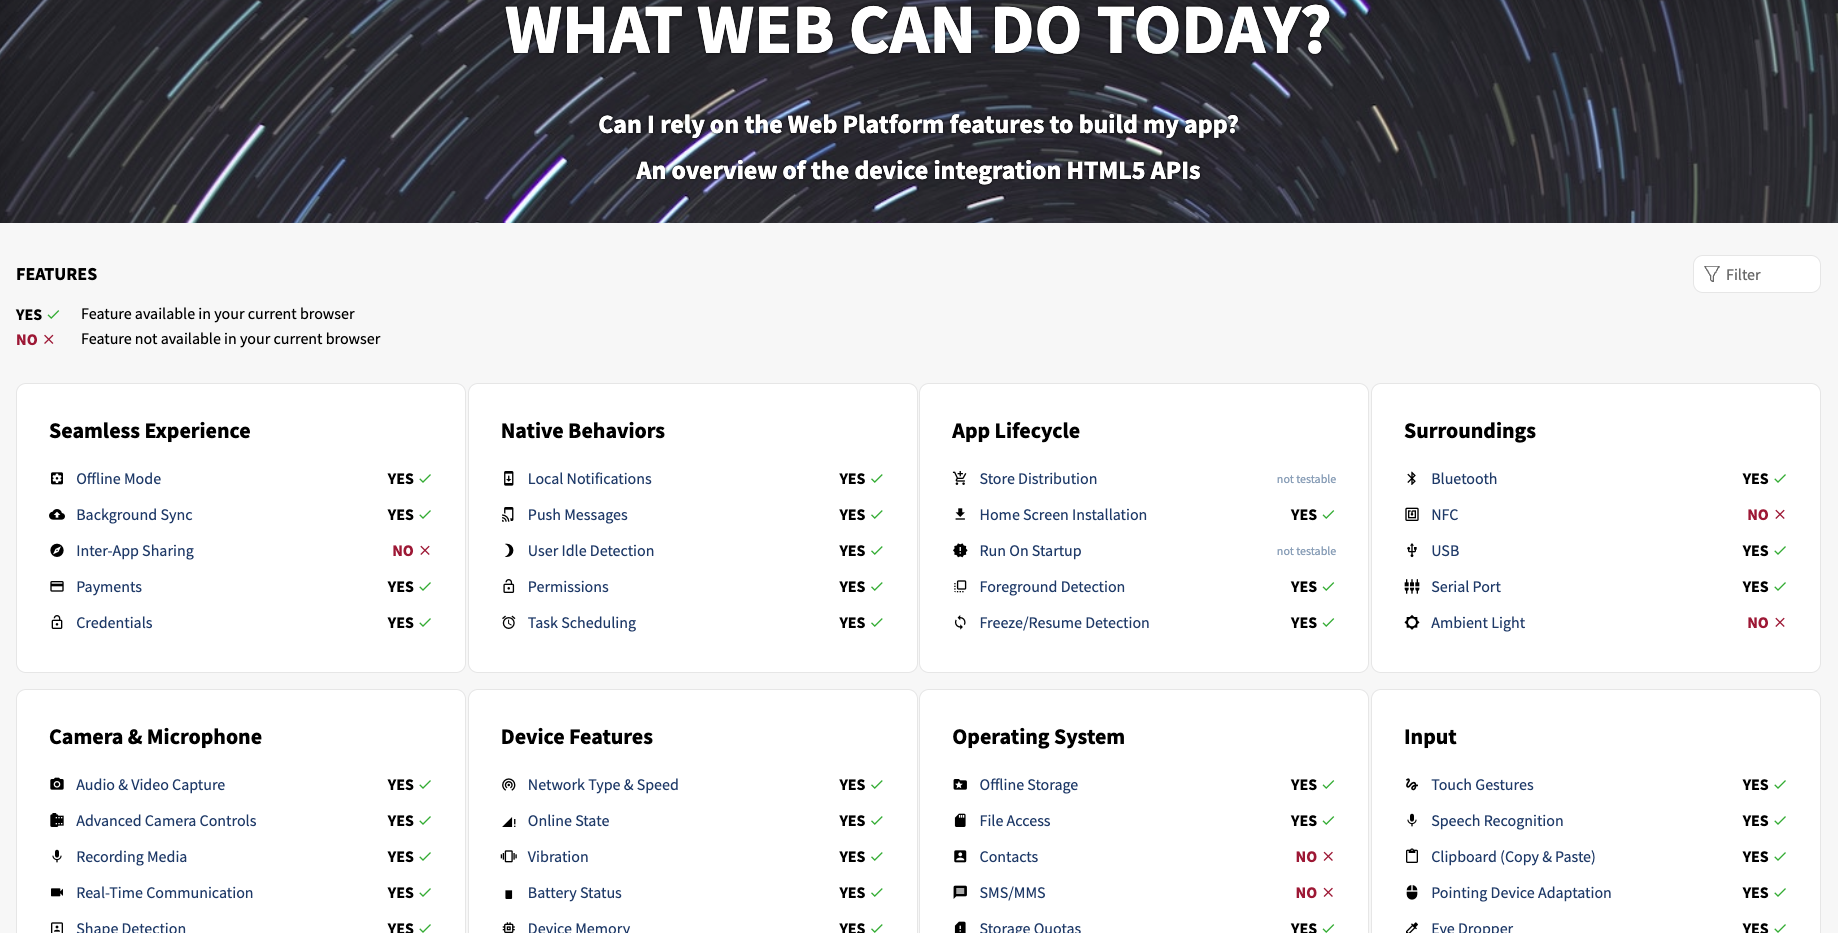 WHAT WEB CAN DO TODAY?
Can I rely on the Web Platform features to build my app?
An overview of the device integration HTML5 APIs
FEATURES
Filter
YES Feature available in your current browser
NO Feature not available in your current browser
Seamless Experience
Offline Mode YES
Background Sync YES
Inter-App Sharing NO
Payments YES
Credentials YES
Native Behaviors
Local Notifications YES
Push Messages YES
User Idle Detection YES
Permissions YES
Task Scheduling YES
App Lifecycle
Store Distribution not testable
Home Screen Installation YES
Run On Startup not testable
Foreground Detection YES
Freeze/Resume Detection YES
Surroundings
Bluetooth YES
NFC NO
USB YES
Serial Port YES
Ambient Light NO
Camera & Microphone
Audio & Video Capture YES
Advanced Camera Controls YES
Recording Media YES
Real-Time Communication YES
Shape Detection YES
Device Features
Network Type & Speed YES
Online State YES
Vibration YES
Battery Status YES
Device Memory YES
Operating System
Offline Storage YES
File Access YES
Contacts NO
SMS/MMS NO
Storage Quotas YES
Input
Touch Gestures YES
Speech Recognition YES
Clipboard (Copy & Paste) YES
Pointing Device Adaptation YES
Eye Dropper YES